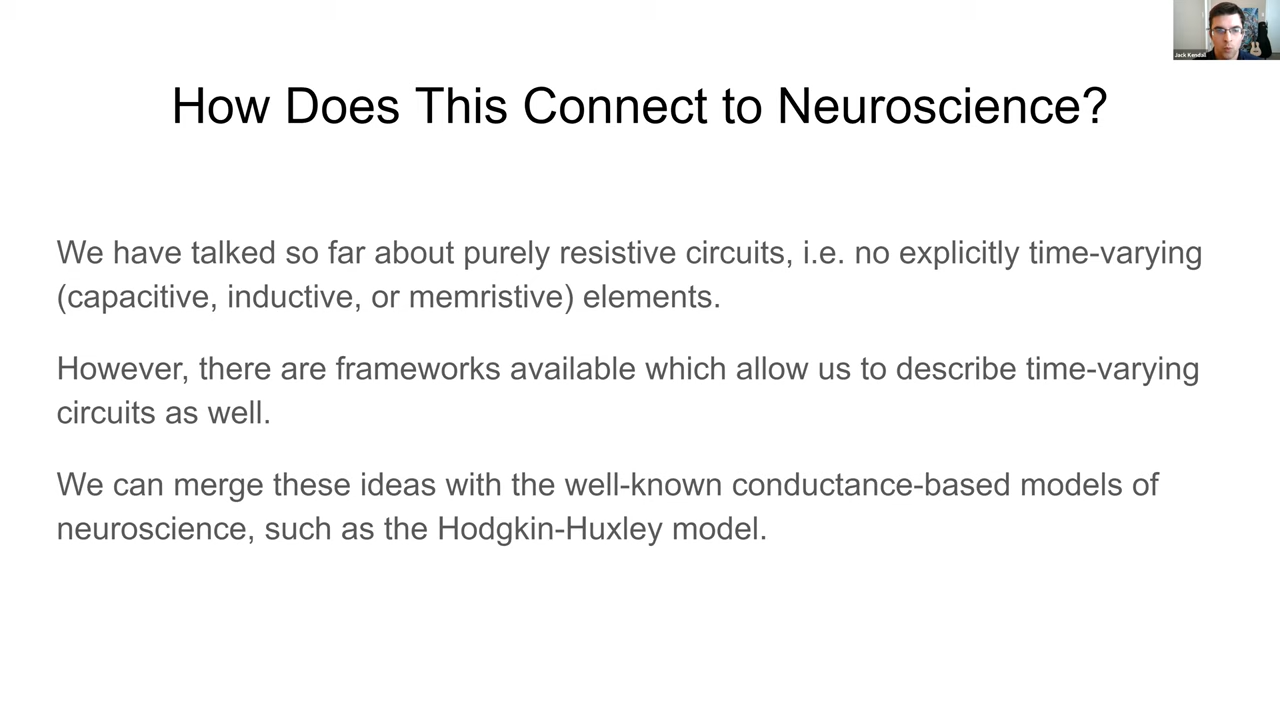 Jack Kendall
How Does This Connect to Neuroscience?
We have talked so far about purely resistive circuits, i.e. no explicitly time-varying
(capacitive, inductive, or memristive) elements.
However, there are frameworks available which allow us to describe time-varying
circuits as well.
We can merge these ideas with the well-known conductance-based models of
neuroscience, such as the Hodgkin-Huxley model.